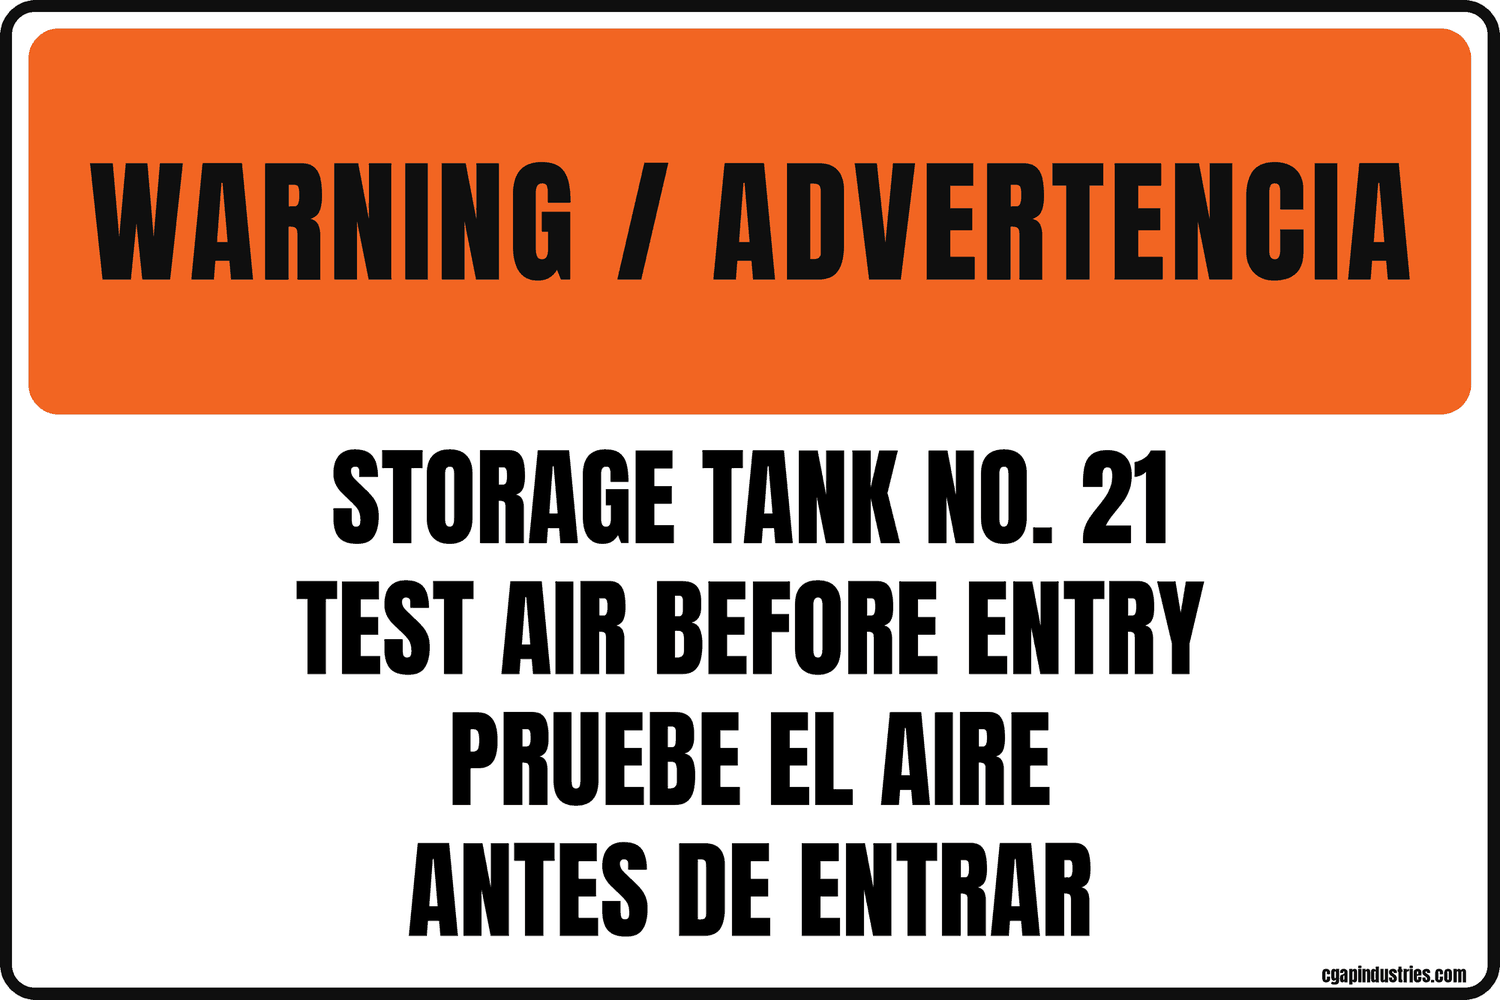 WARNING / ADVERTENCIA
STORAGE TANK NO. 21
TEST AIR BEFORE ENTRY
PRUEBE EL AIRE
ANTES DE ENTRAR
cgapindustries.com